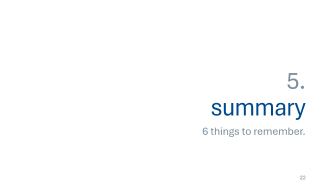 5.
summary
6 things to remember.